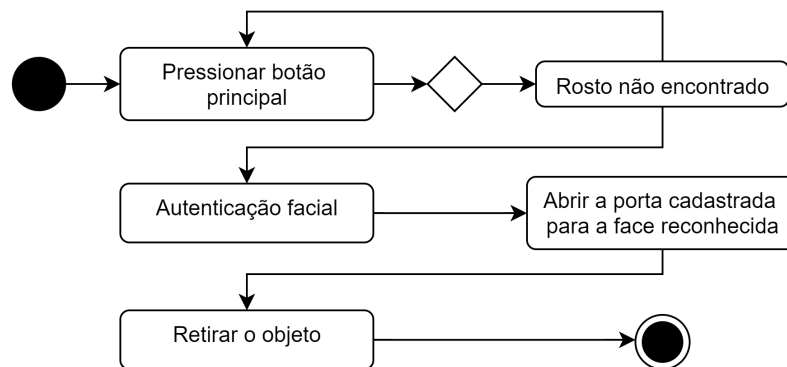 Pressionar botão
principal
Rosto não encontrado
Autenticação facial
Abrir a porta cadastrada
para a face reconhecida
Retirar o objeto